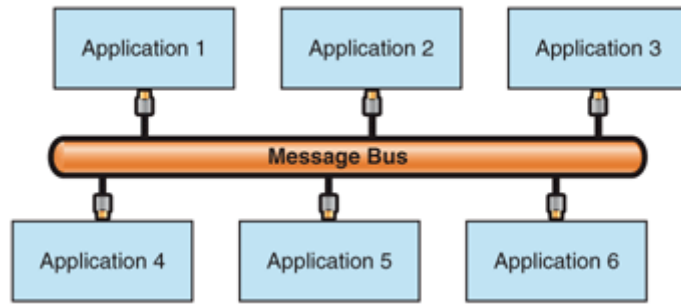 Application 1
Application 2
Application 3
Message Bus
Application 4
Application 5
Application 6